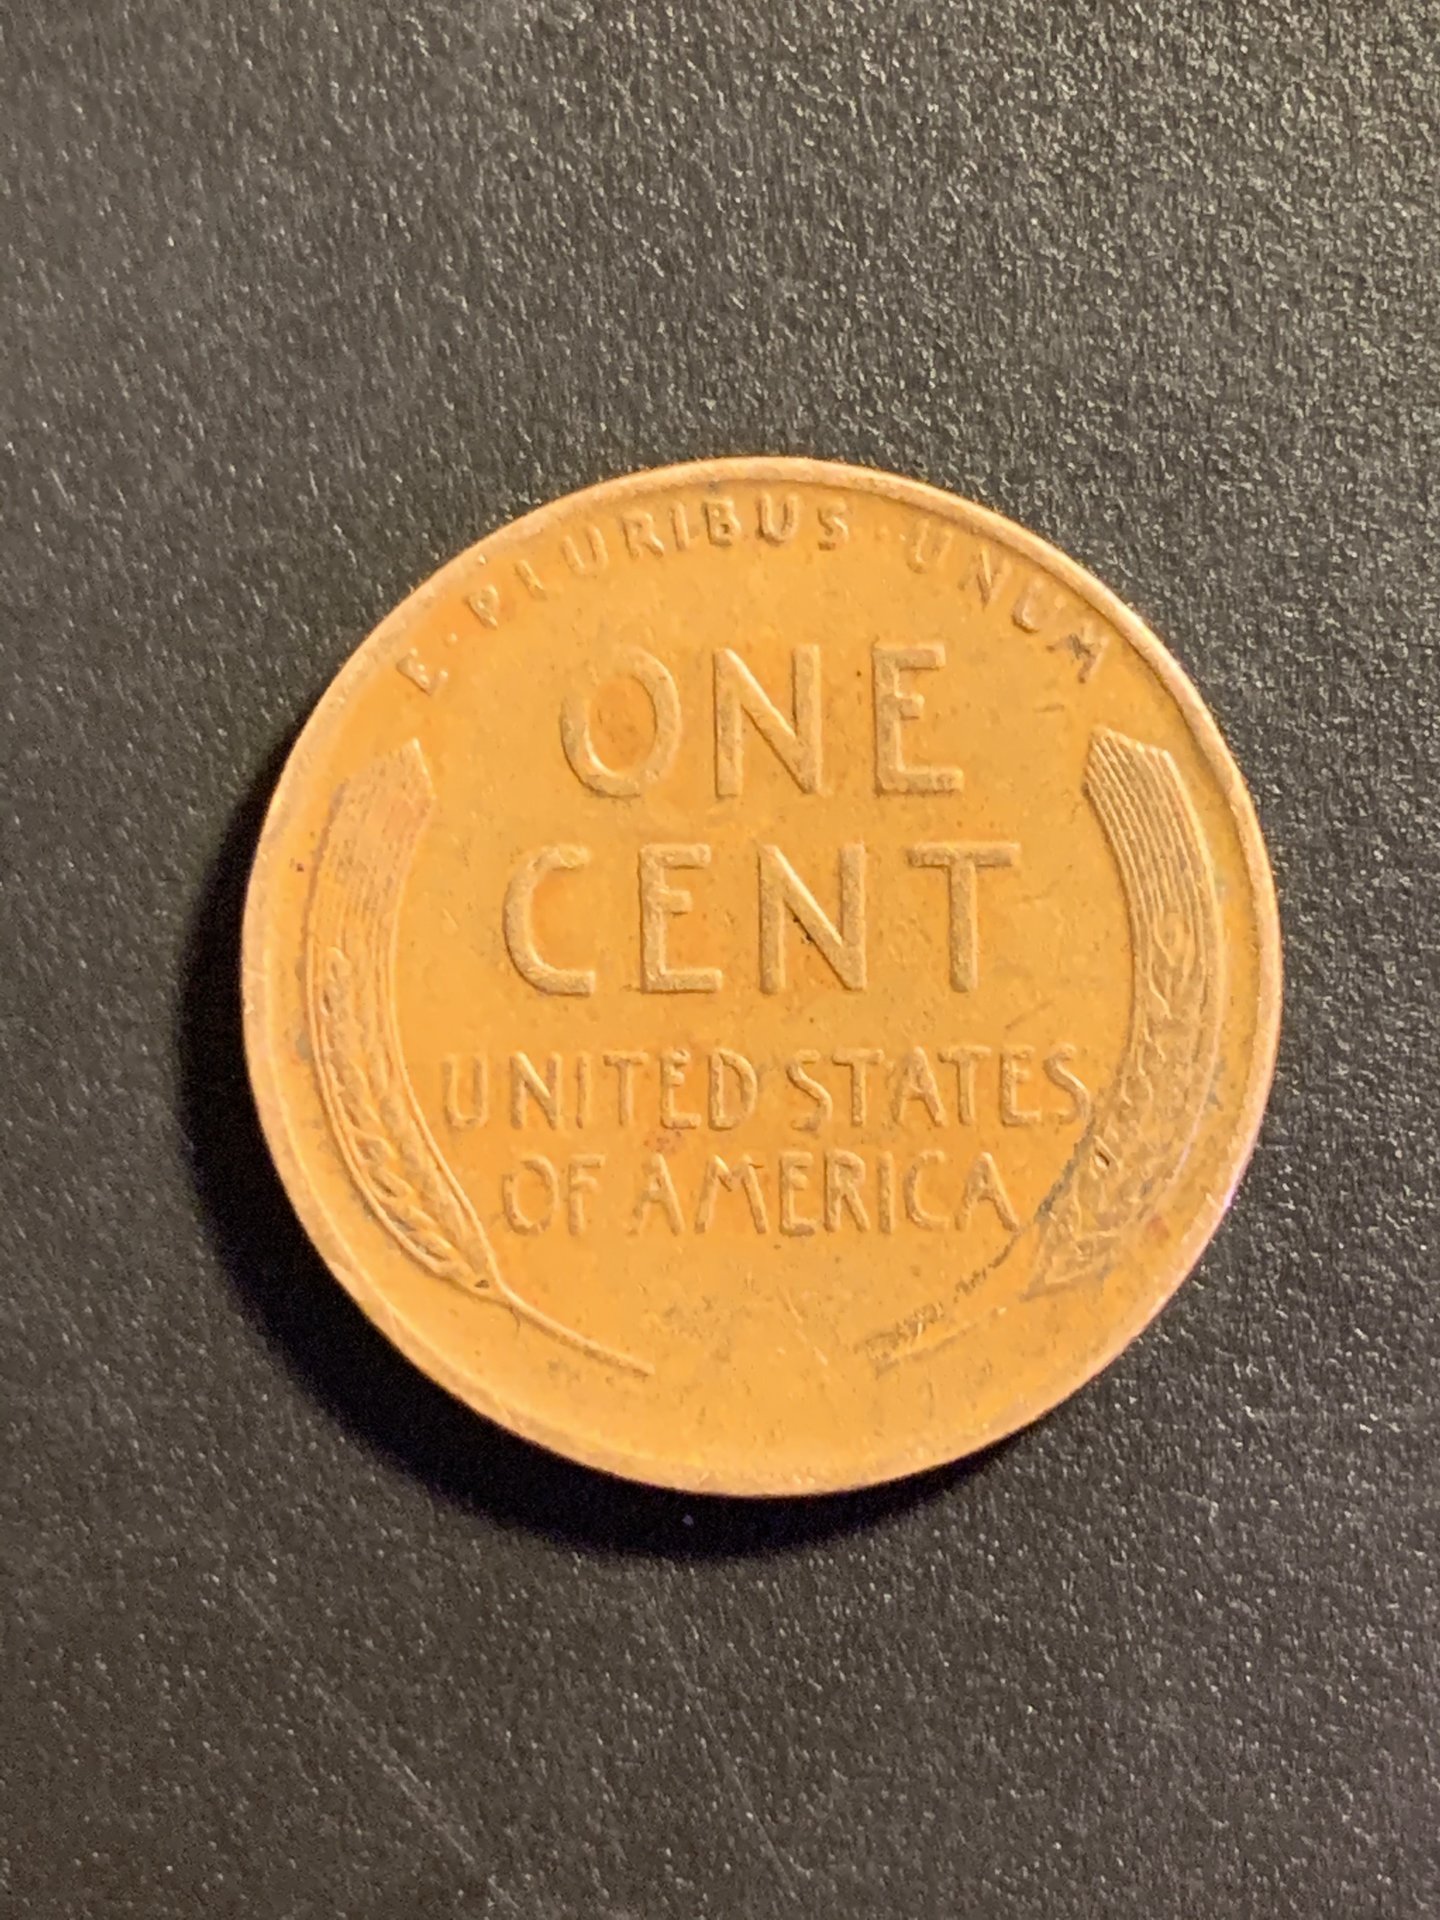 E · PLURIBUS · UNUM
ONE
CENT
UNITED STATES
OF AMERICA